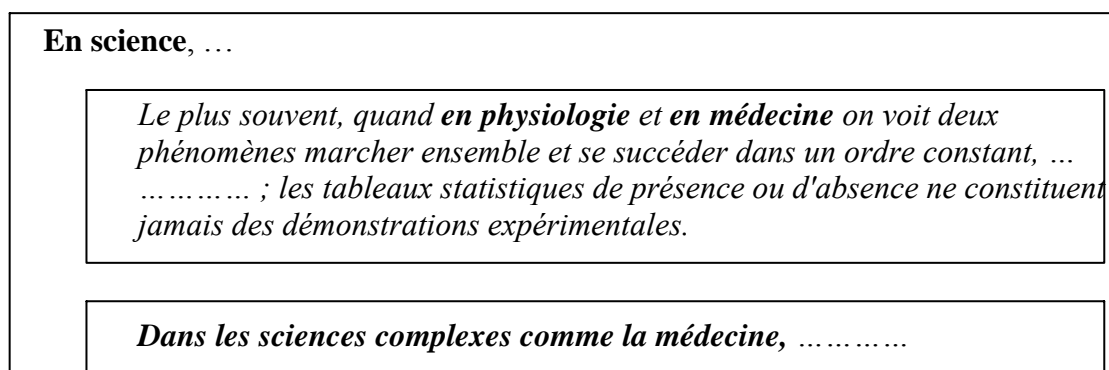 En science, …
Le plus souvent, quand en physiologie et en médecine on voit deux
phénomènes marcher ensemble et se succéder dans un ordre constant, …
………… ; les tableaux statistiques de présence ou d'absence ne constituent
jamais des démonstrations expérimentales.
Dans les sciences complexes comme la médecine, …………